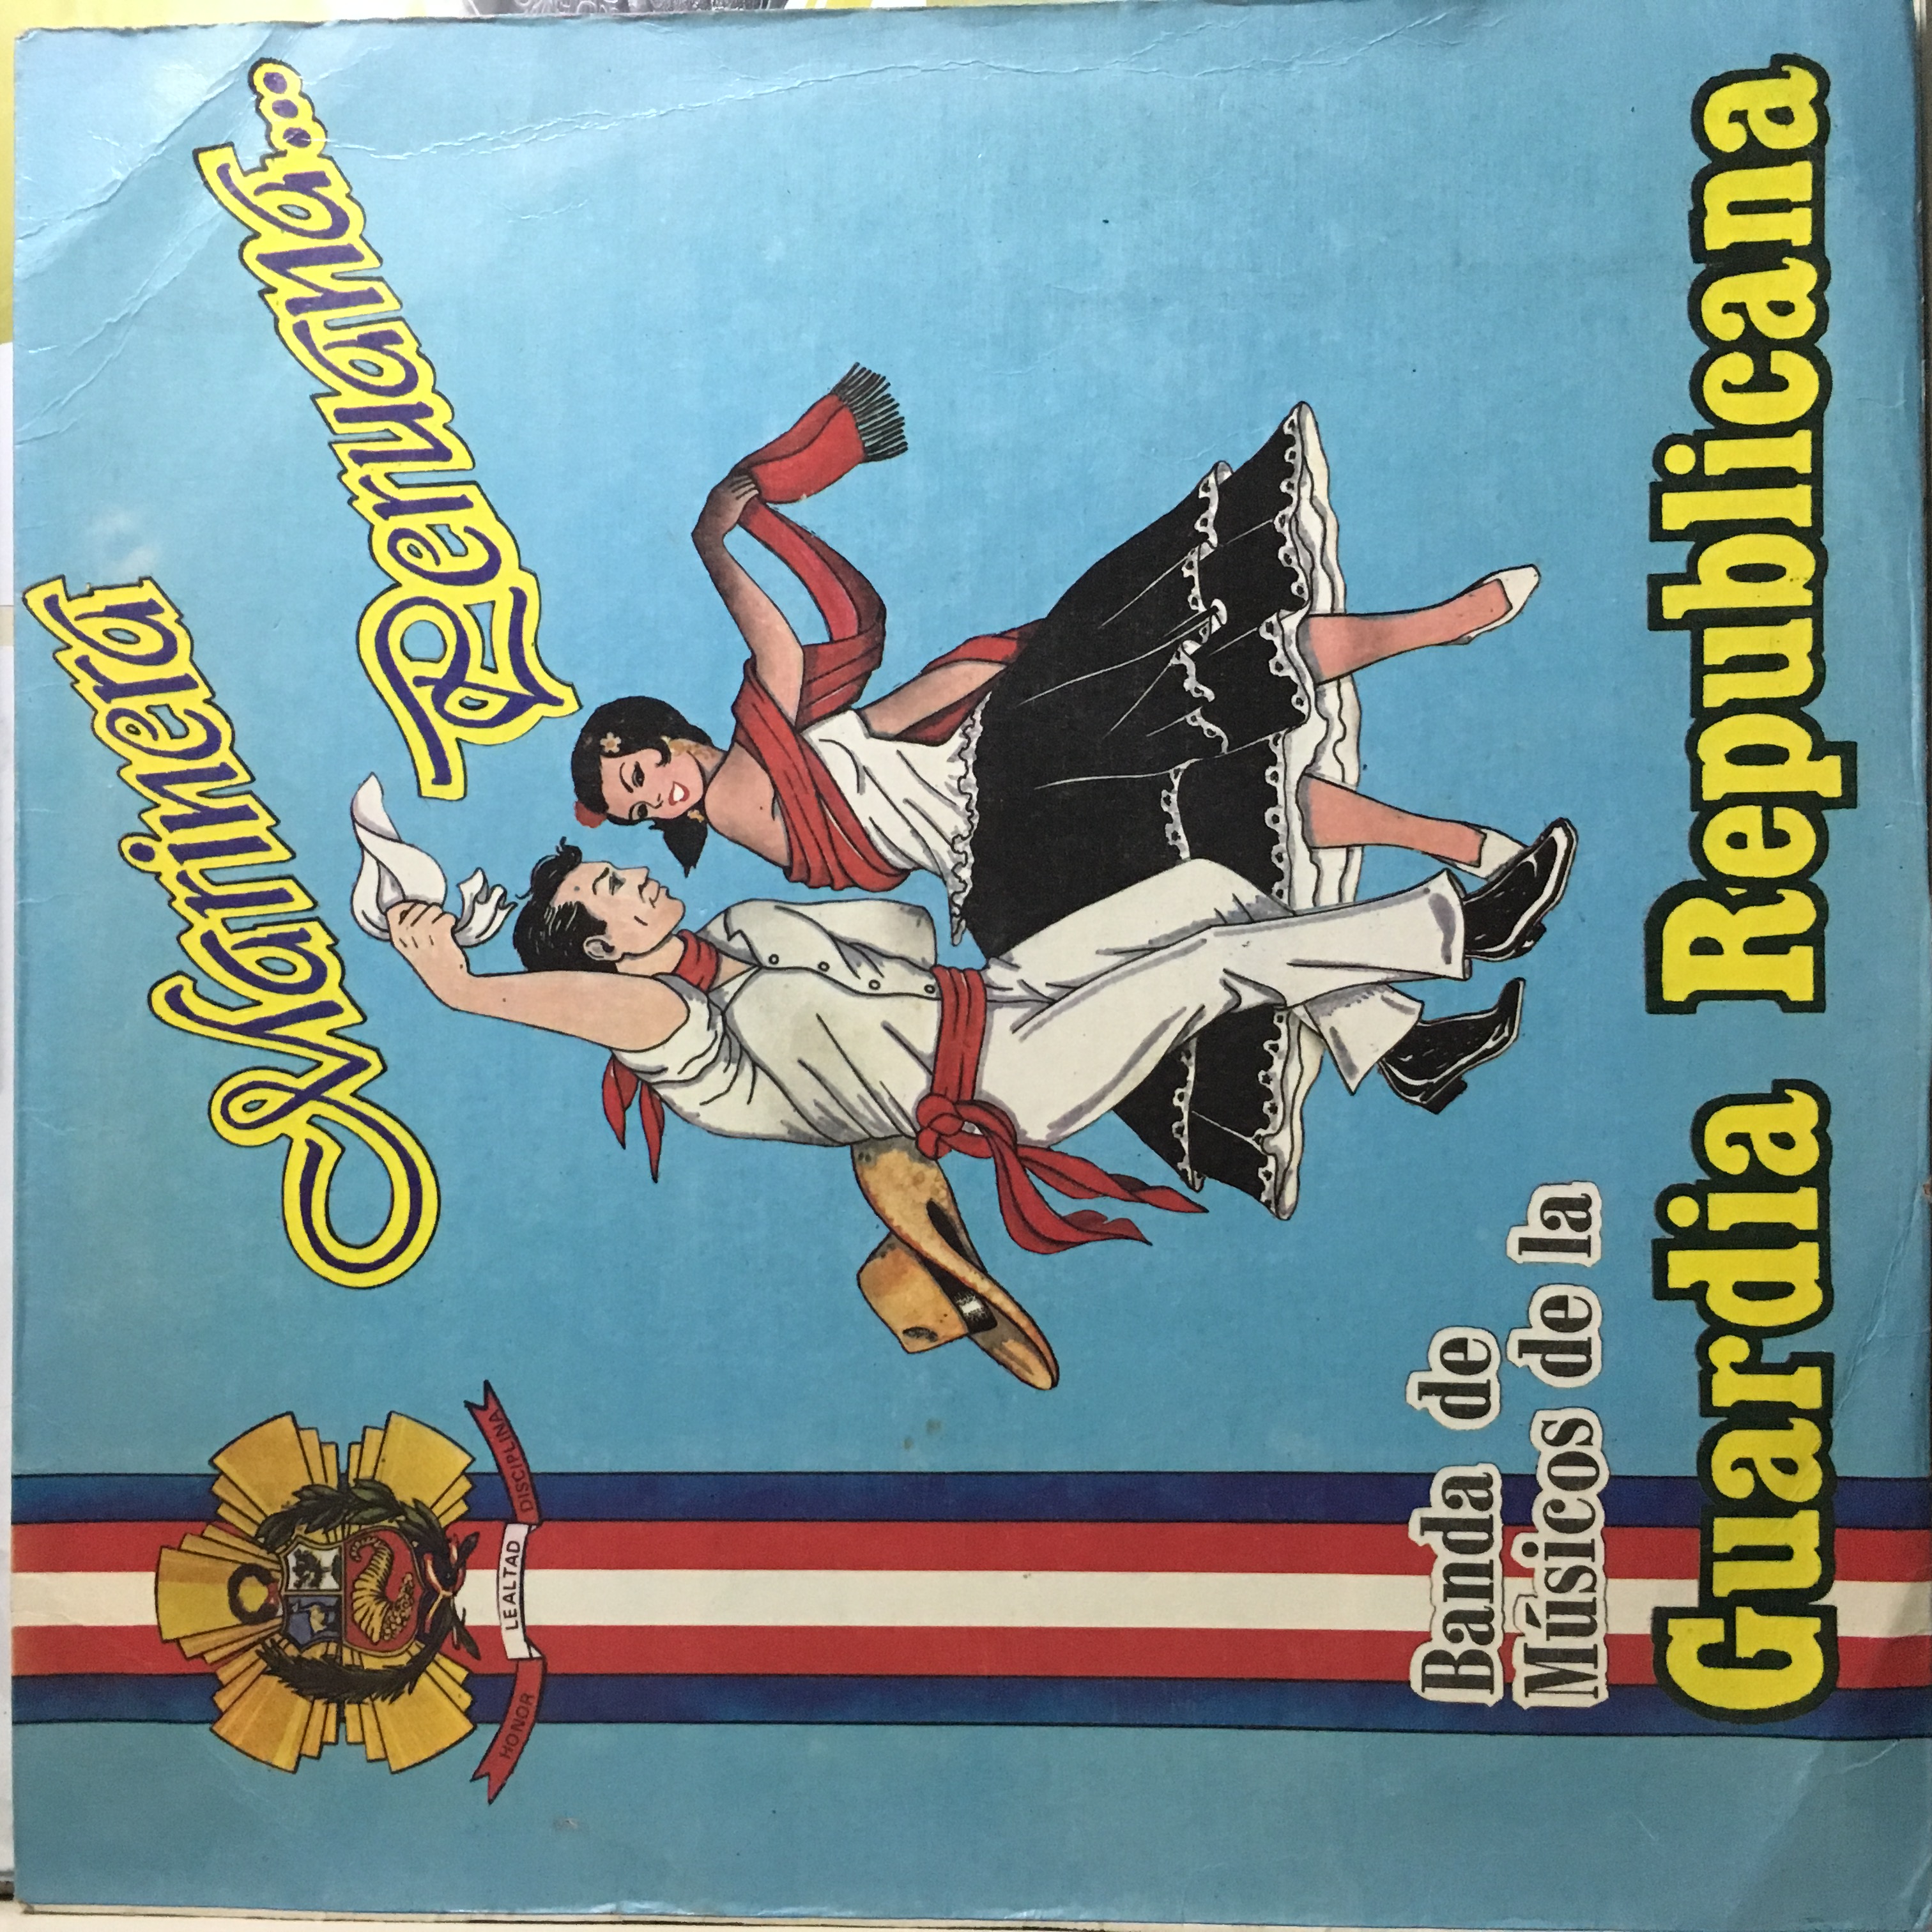 Marinera
Peruana...
HONOR LEALTAD DISCIPLINA
Banda de
Músicos de la
Guardia Republicana